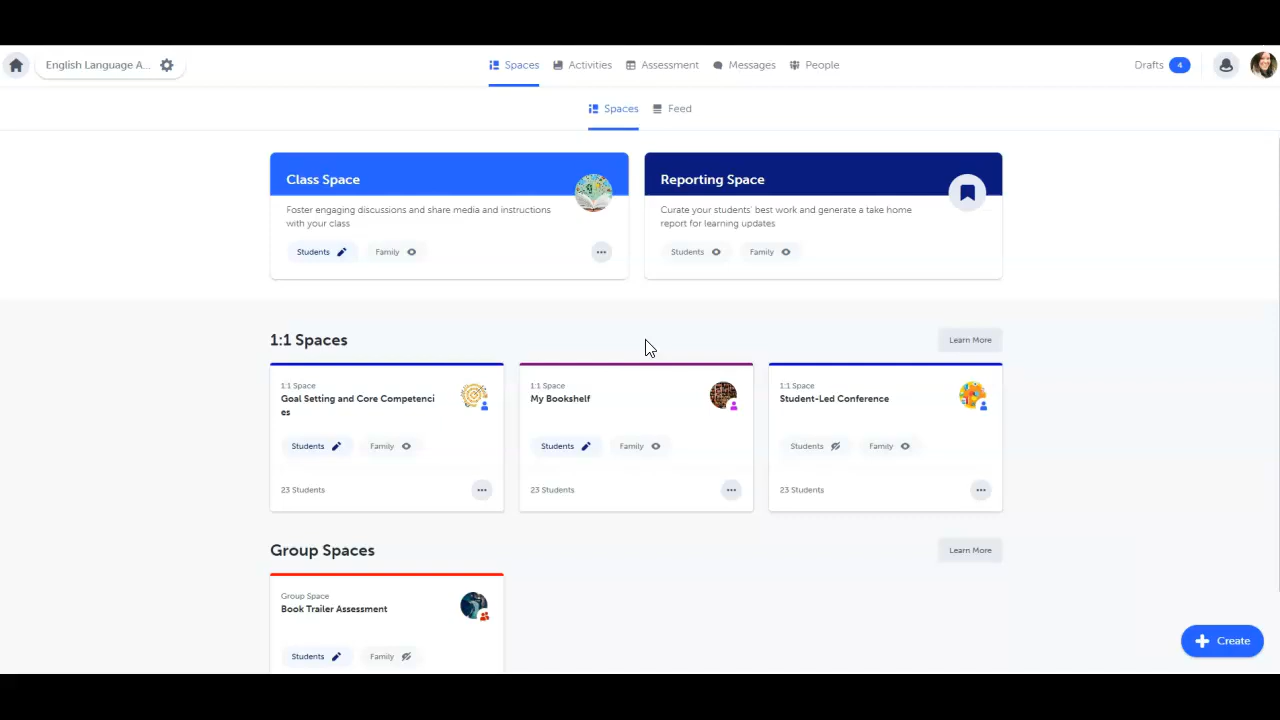 English Language A...
Spaces
Activities
Assessment
Messages
People
Drafts 4
Spaces
Feed
Class Space
Foster engaging discussions and share media and instructions
with your class
Students
Family
Reporting Space
Curate your students' best work and generate a take home
report for learning updates
Students
Family
1:1 Spaces
Learn More
1:1 Space
Goal Setting and Core Competenci
es
Students
Family
23 Students
1:1 Space
My Bookshelf
Students
Family
23 Students
1:1 Space
Student-Led Conference
Students
Family
23 Students
Group Spaces
Learn More
Group Space
Book Trailer Assessment
Students
Family
Create